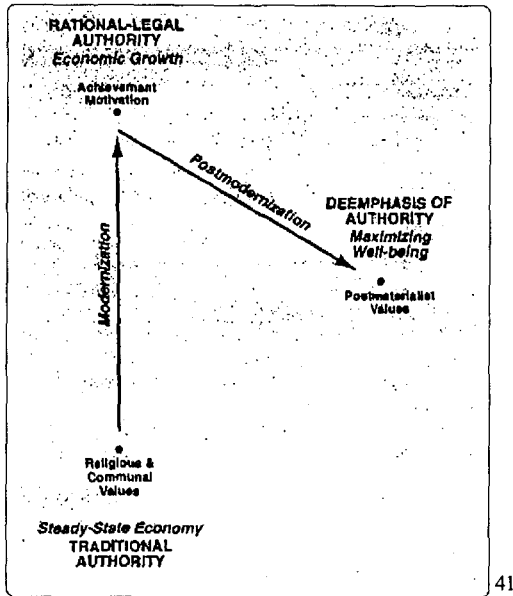 RATIONAL-LEGAL
AUTHORITY
Economic Growth
Achievement
Motivation
Postmodernization
DEEMPHASIS OF
AUTHORITY
Maximizing
Well-being
Postmaterialist
Values
Modernization
Religious &
Communal
Values
Steady-State Economy
TRADITIONAL
AUTHORITY
41